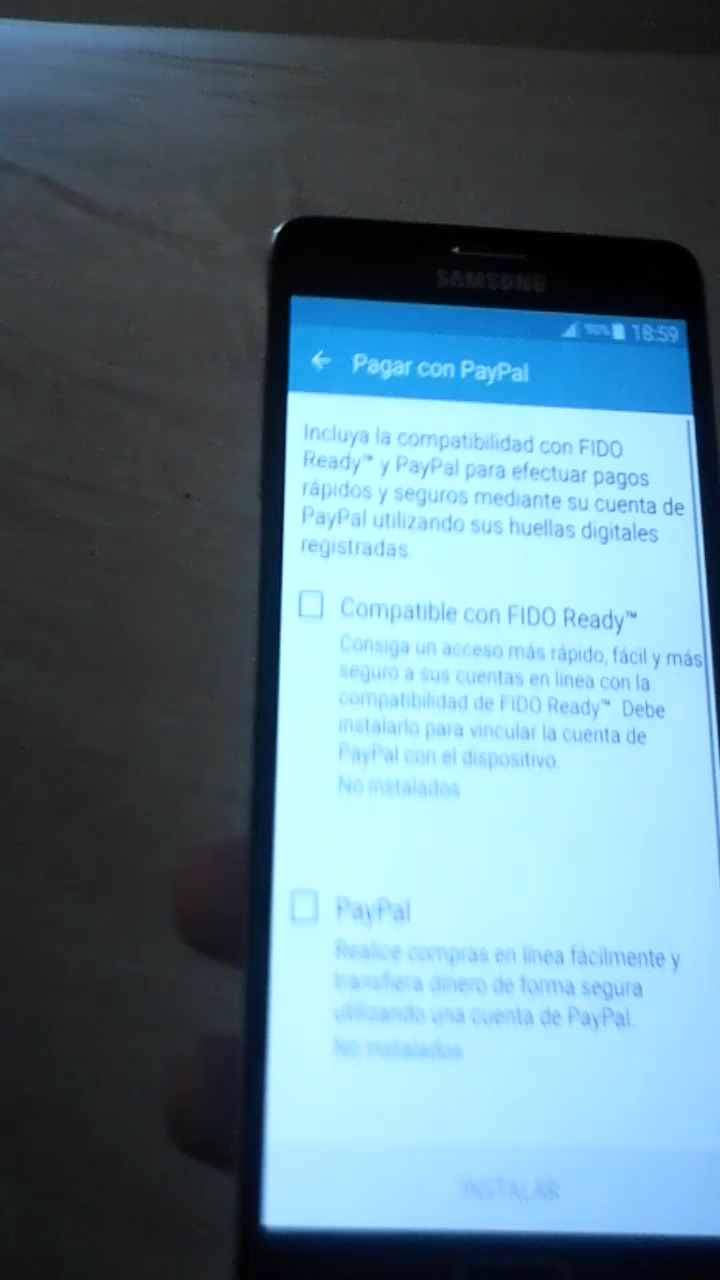 SAMSUNG
90% 18:59
Pagar con PayPal
Incluya la compatibilidad con FIDO
Ready™ y PayPal para efectuar pagos
rápidos y seguros mediante su cuenta de
PayPal utilizando sus huellas digitales
registradas.
Compatible con FIDO Ready™
Consiga un acceso más rápido, fácil y más
seguro a sus cuentas en línea con la
compatibilidad de FIDO Ready™ Debe
instalarlo para vincular la cuenta de
PayPal con el dispositivo.
No instalados
PayPal
Realice compras en línea fácilmente y
transfiera dinero de forma segura
utilizando una cuenta de PayPal.
No instalados
INSTALAR